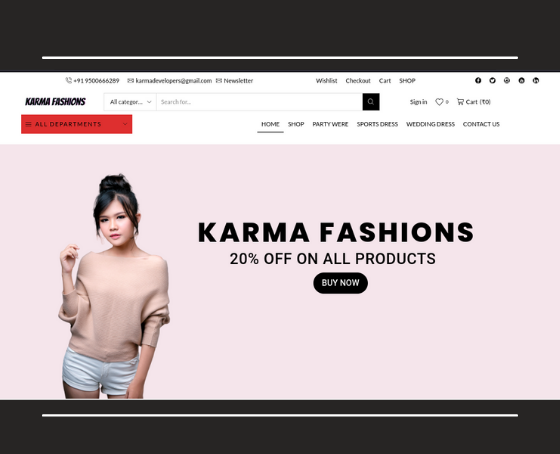 +91 9500666289 karmadevelopers@gmail.com Newsletter Wishlist Checkout Cart SHOP
KARMA FASHIONS All categor... Search for... Sign in 0 Cart (₹0)
ALL DEPARTMENTS HOME SHOP PARTY WERE SPORTS DRESS WEDDING DRESS CONTACT US
KARMA FASHIONS
20% OFF ON ALL PRODUCTS
BUY NOW